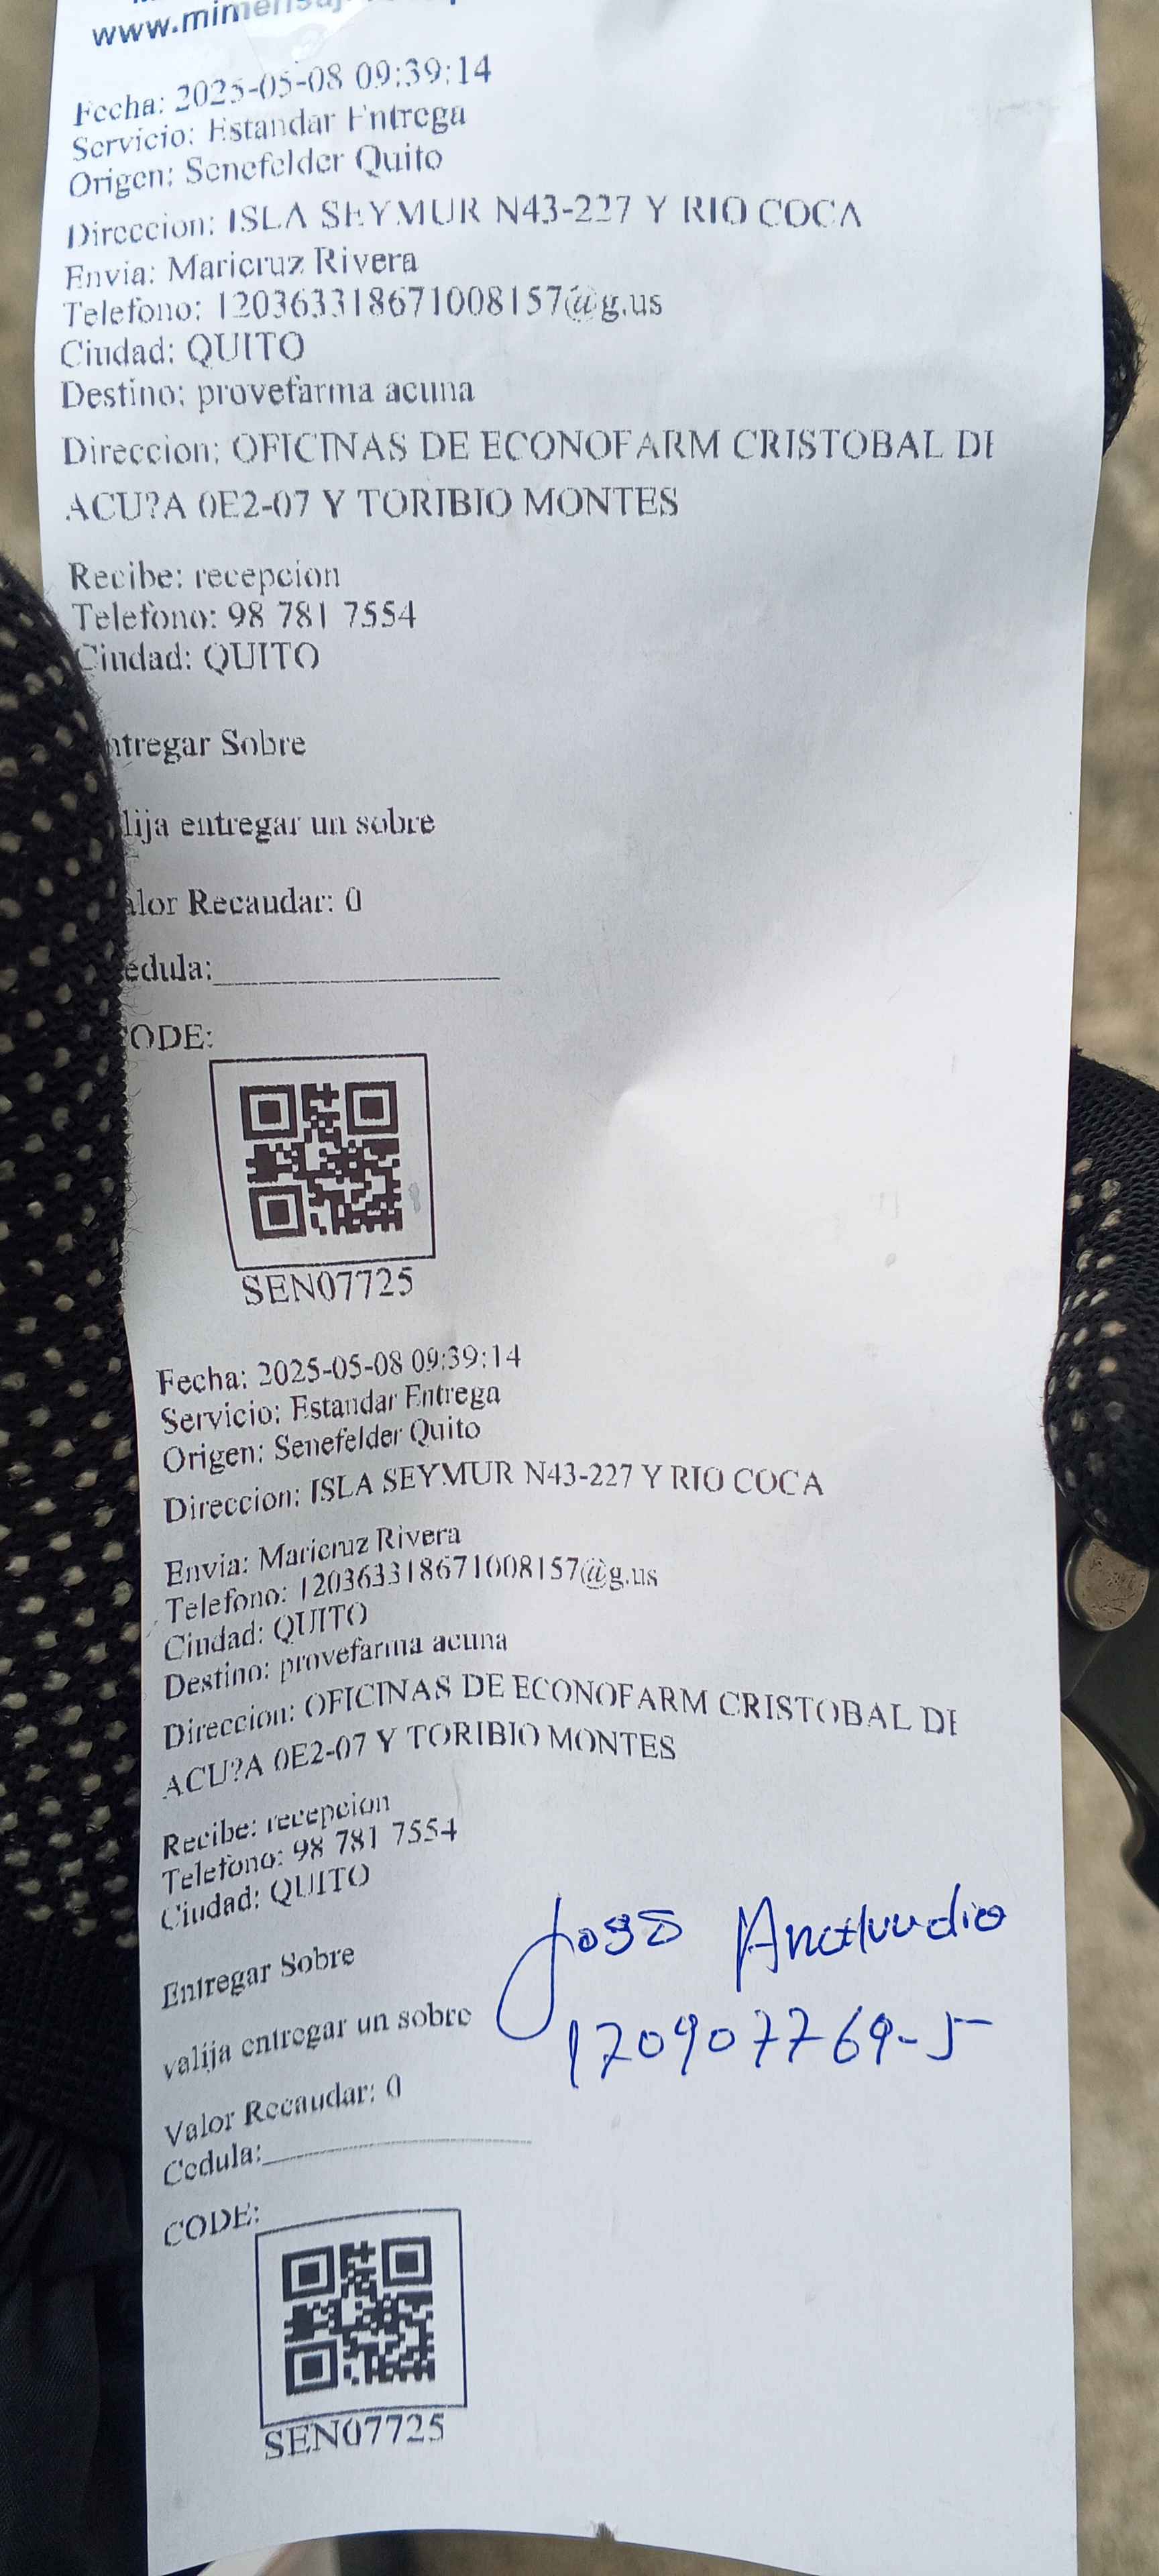 Fecha: 2025-05-08 09:39:14
Servicio: Estandar Entrega
Origen: Senefelder Quito
Direccion: ISLA SEYMUR N43-227 Y RIO COCA
Envia: Maricruz Rivera
Telefono: 120363318671008157@g.us
Ciudad: QUITO
Destino: provefarma acuna
Direccion: OFICINAS DE ECONOFARM CRISTOBAL DE
ACU?A 0E2-07 Y TORIBIO MONTES
Recibe: recepcion
Telefono: 98 781 7554
Ciudad: QUITO
ntregar Sobre
lija entregar un sobre
alor Recaudar: 0
edula:
ODE:
SEN07725
Fecha: 2025-05-08 09:39:14
Servicio: Estandar Entrega
Origen: Senefelder Quito
Direccion: ISLA SEYMUR N43-227 Y RIO COCA
Envia: Maricruz Rivera
Telefono: 120363318671008157@g.us
Ciudad: QUITO
Destino: provefarma acuna
Direccion: OFICINAS DE ECONOFARM CRISTOBAL DE
ACU?A 0E2-07 Y TORIBIO MONTES
Recibe: recepcion
Telefono: 98 781 7554
Ciudad: QUITO
José
170907769-5
Entregar Sobre
valija entregar un sobre
Valor Recaudar: 0
Cedula:
CODE:
SEN07725